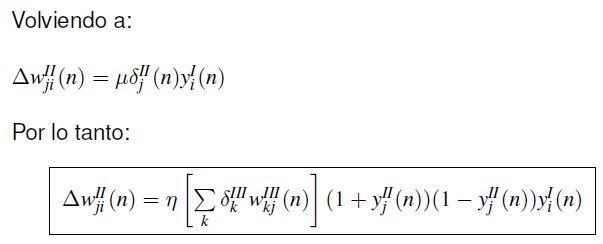 Volviendo a:
Δw_{ji}^{II}(n) = μδ_j^{II}(n)y_i^I(n)
Por lo tanto:
Δw_{ji}^{II}(n) = η [∑_k δ_k^{III} w_{kj}^{III}(n)] (1 + y_j^{II}(n))(1 − y_j^{II}(n))y_i^I(n)